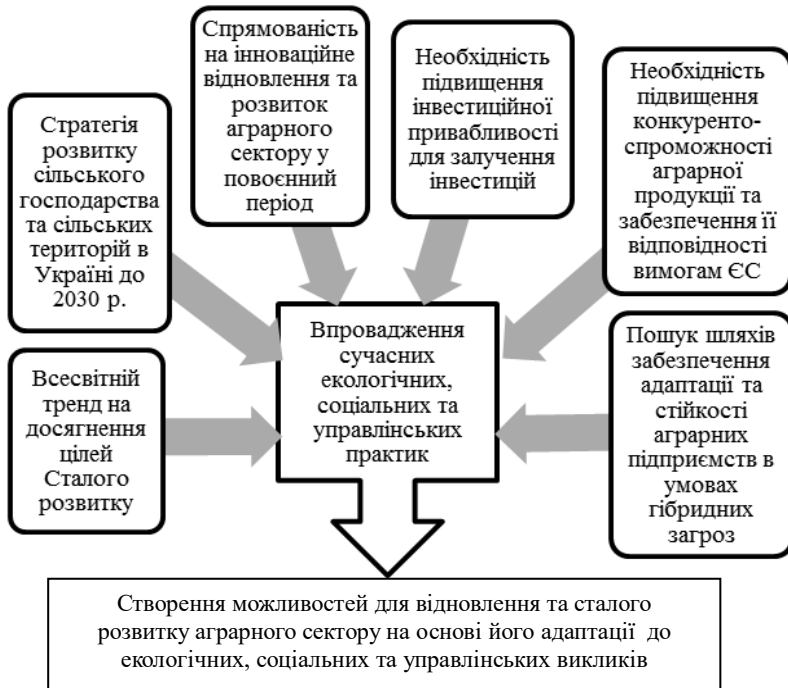 Всесвітній
тренд на
досягнення
цілей
Сталого
розвитку
Стратегія
розвитку
сільського
господарства
та сільських
територій в
Україні до
2030 р.
Спрямованість
на інноваційне
відновлення та
розвиток
аграрного
сектору у
повоєнний
період
Необхідність
підвищення
інвестиційної
привабливості
для залучення
інвестицій
Необхідність
підвищення
конкуренто-
спроможності
аграрної
продукції та
забезпечення її
відповідності
вимогам ЄС
Пошук шляхів
забезпечення
адаптації та
стійкості
аграрних
підприємств в
умовах
гібридних
загроз
Впровадження
сучасних
екологічних,
соціальних та
управлінських
практик
Створення можливостей для відновлення та сталого
розвитку аграрного сектору на основі його адаптації до
екологічних, соціальних та управлінських викликів